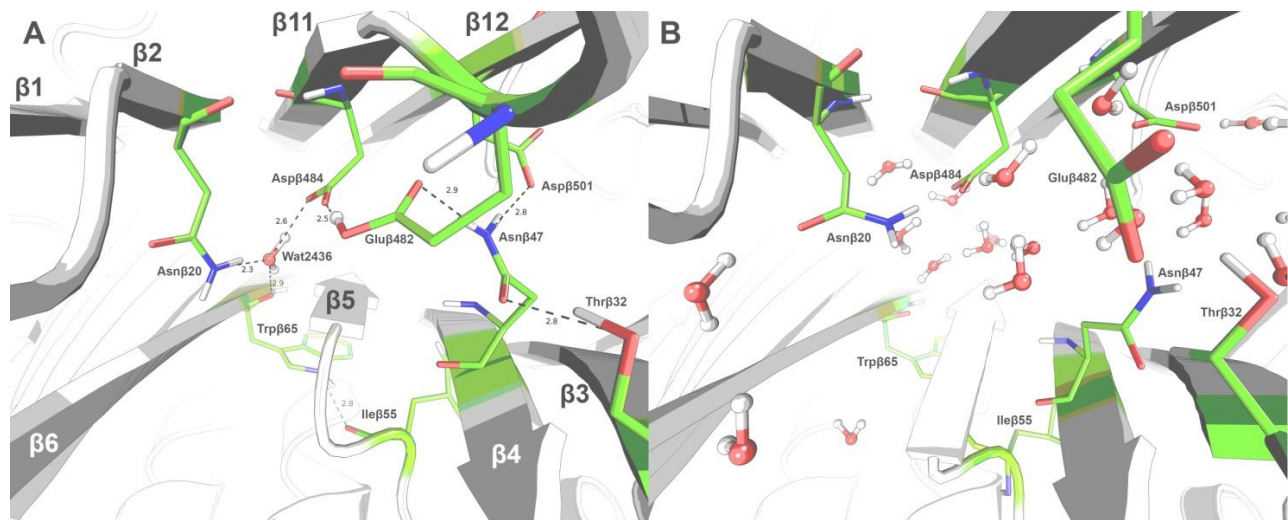 A
β11
β12
β2
β1
2.9
Aspβ484
Aspβ501
2.5
2.8
2.6
Gluβ482
Asnβ47
Wat2436
Asnβ20
2.3
2.9
β5
Thrβ32
2.8
Trpβ65
β3
2.8
Ileβ55
β6
β4
B
Aspβ501
Aspβ484
Gluβ482
Asnβ20
Asnβ47
Thrβ32
Trpβ65
Ileβ55